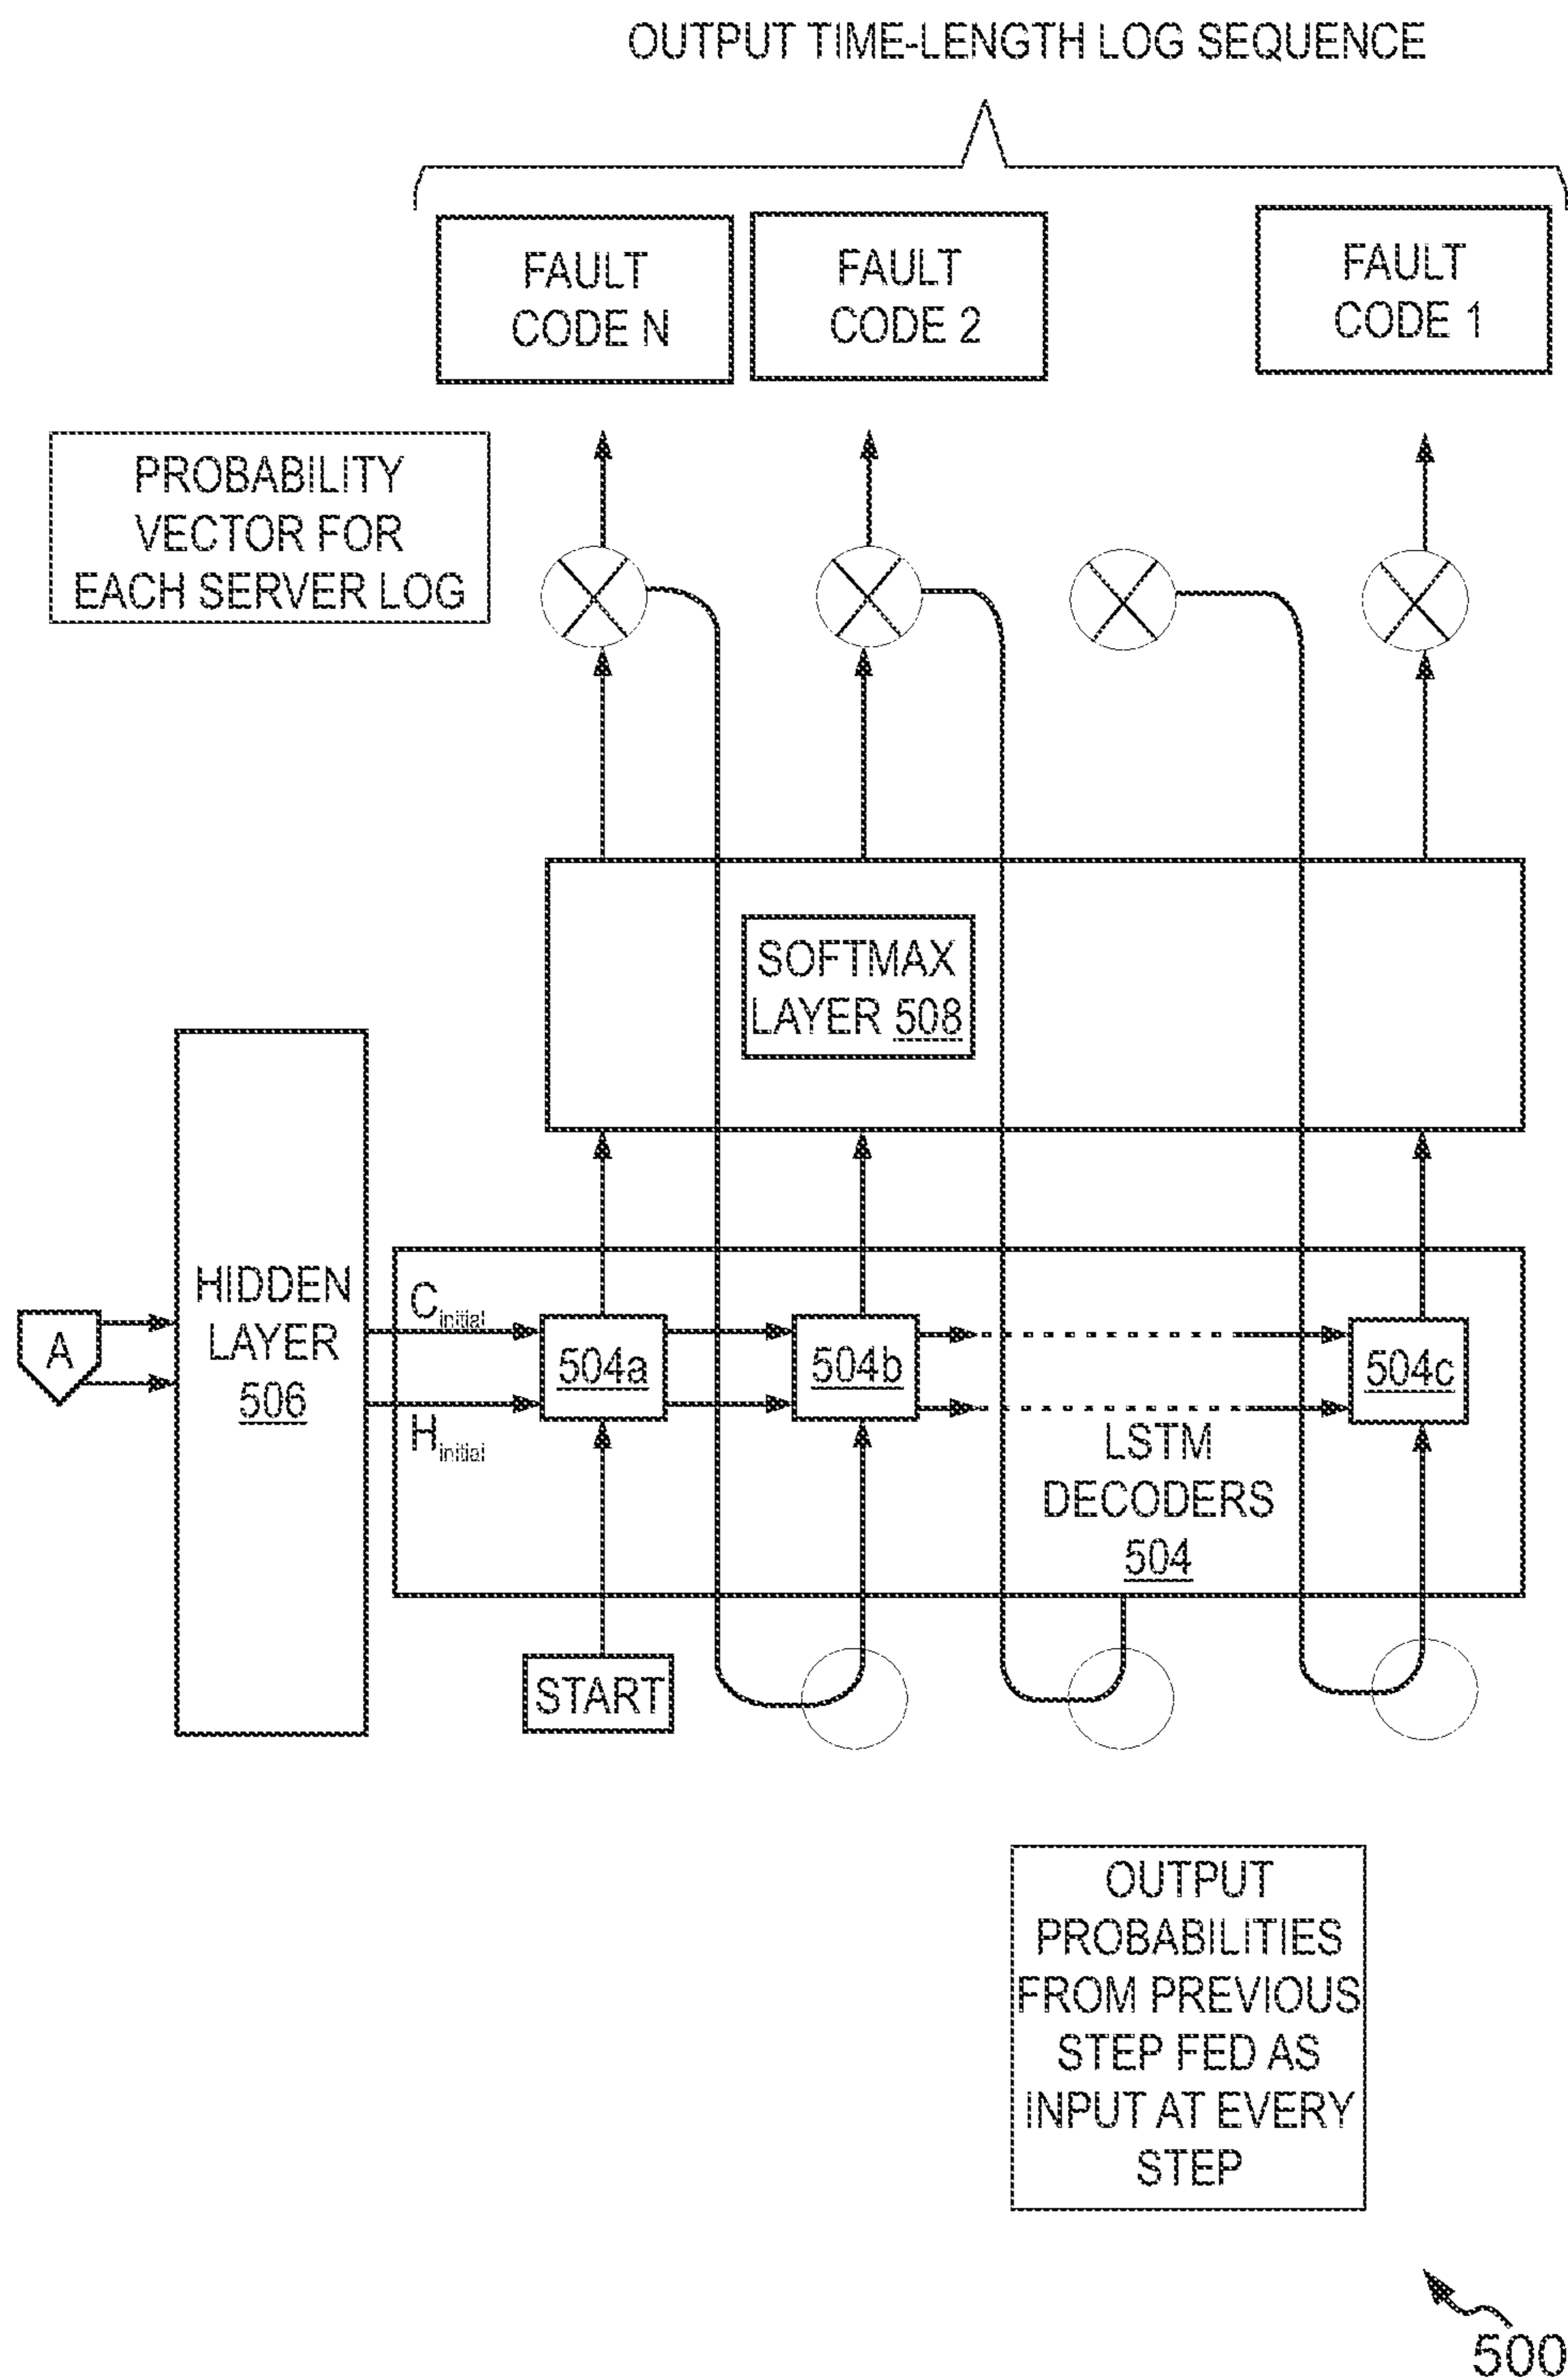 OUTPUT TIME-LENGTH LOG SEQUENCE
FAULT
CODE N
FAULT
CODE 2
FAULT
CODE 1
PROBABILITY
VECTOR FOR
EACH SERVER LOG
SOFTMAX
LAYER 508
HIDDEN
LAYER
506
A
C initial
H initial
504a
504b
504c
LSTM
DECODERS
504
START
OUTPUT
PROBABILITIES
FROM PREVIOUS
STEP FED AS
INPUT AT EVERY
STEP
500